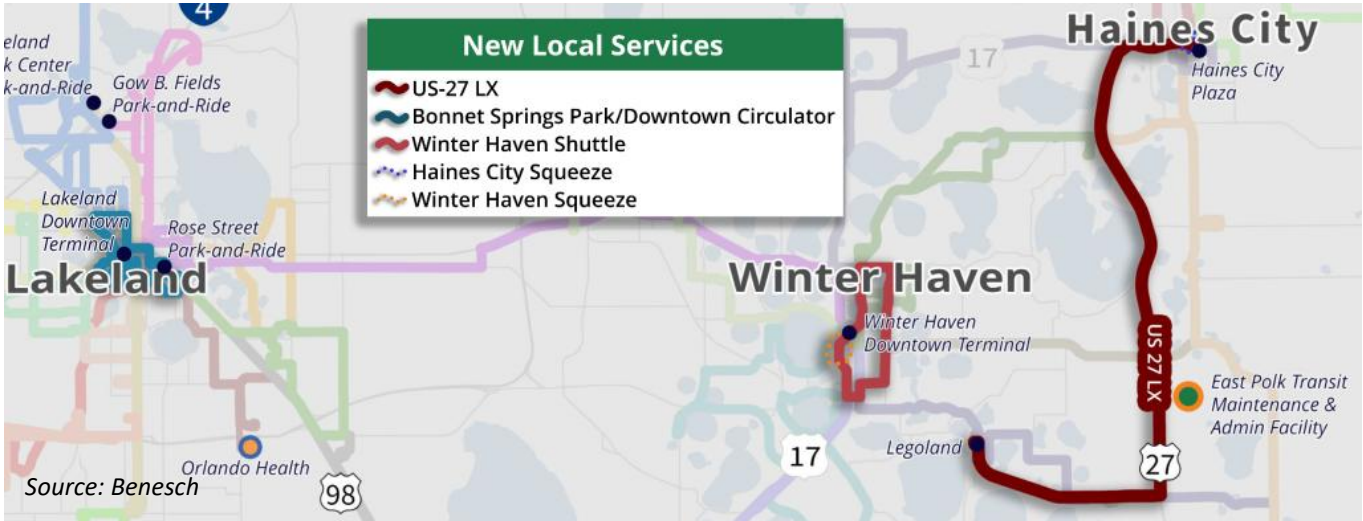 4
eland
k Center
k-and-Ride
Gow B. Fields
Park-and-Ride
New Local Services
US-27 LX
Bonnet Springs Park/Downtown Circulator
Winter Haven Shuttle
Haines City Squeeze
Winter Haven Squeeze
17
Haines City
Haines City
Plaza
Lakeland
Downtown
Terminal
Rose Street
Park-and-Ride
Lakeland
Winter Haven
Winter Haven
Downtown Terminal
US 27 LX
East Polk Transit
Maintenance &
Admin Facility
Legoland
17
27
Orlando Health
98
Source: Benesch